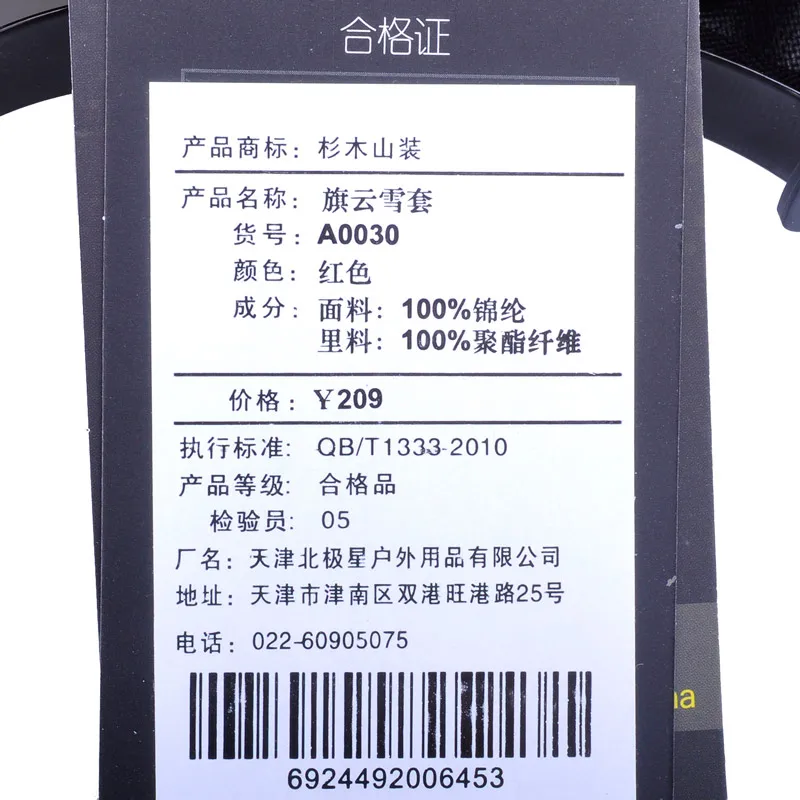 合格证
产品商标：杉木山装
产品名称：旗云雪套
货号：A0030
颜色：红色
成分：面料：100%锦纶
里料：100%聚酯纤维
价格：￥209
执行标准：QB/T1333-2010
产品等级：合格品
检验员：05
厂名：天津北极星户外用品有限公司
地址：天津市津南区双港旺港路25号
电话：022-60905075
6924492006453